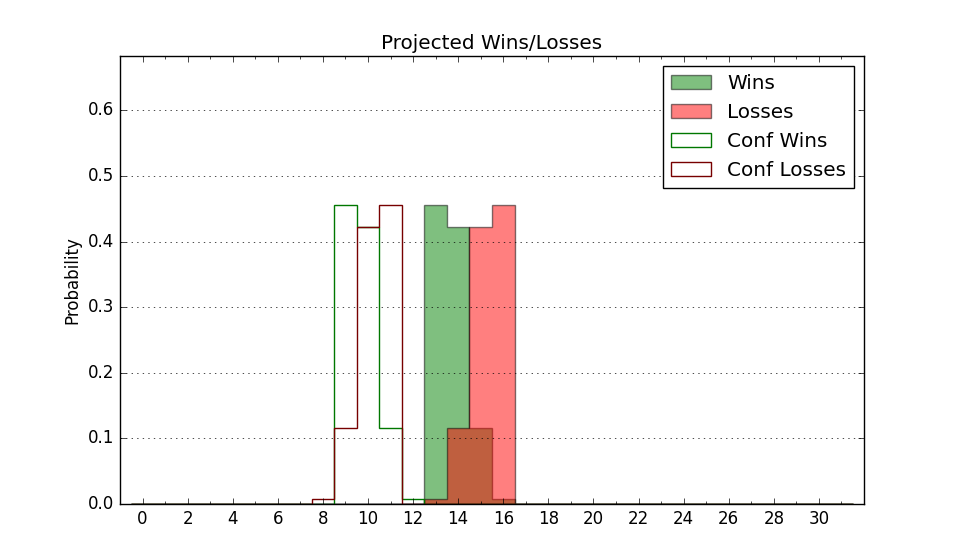 Projected Wins/Losses
Wins
Losses
Conf Wins
Conf Losses
Probability
0.6
0.5
0.4
0.3
0.2
0.1
0.0
0 2 4 6 8 10 12 14 16 18 20 22 24 26 28 30